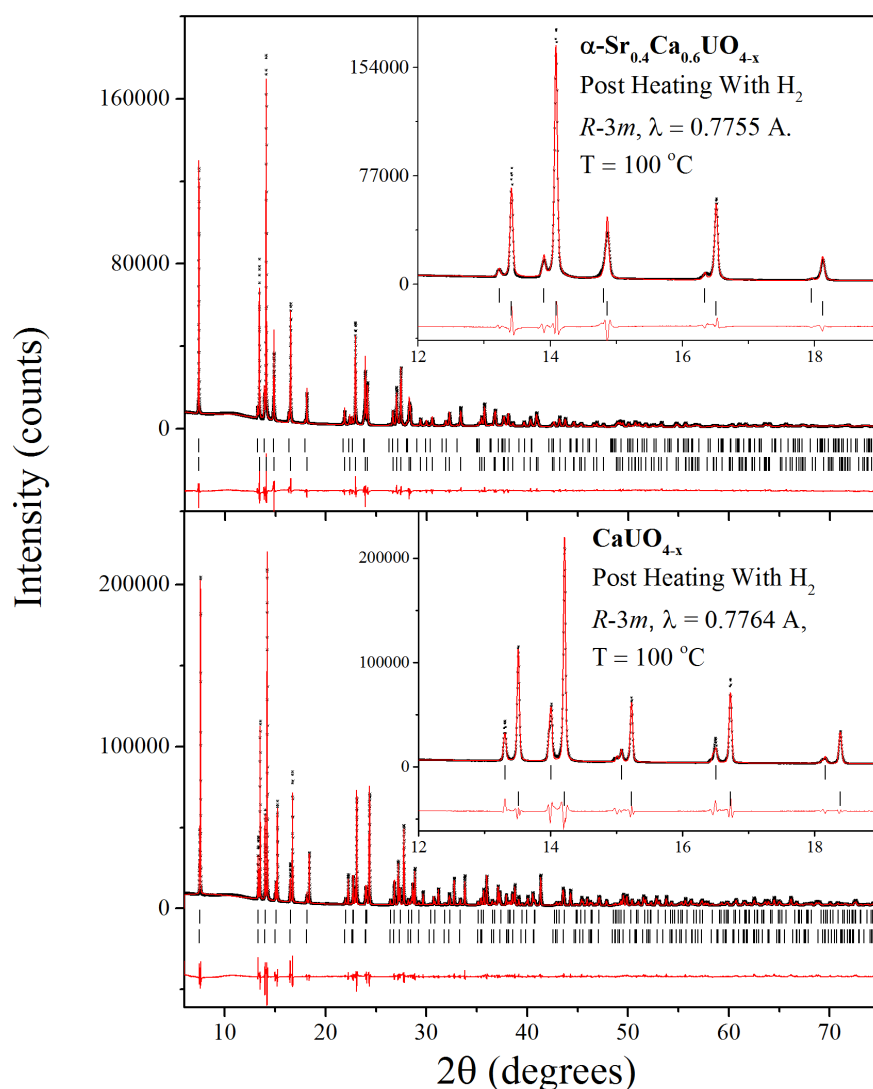 Intensity (counts)
160000
80000
0
154000
77000
0
α-Sr₀.₄Ca₀.₆UO₄₋ₓ
Post Heating With H₂
R-3m, λ = 0.7755 A.
T = 100 °C
12 14 16 18
200000
100000
0
200000
100000
0
CaUO₄₋ₓ
Post Heating With H₂
R-3m, λ = 0.7764 A,
T = 100 °C
12 14 16 18
10 20 30 40 50 60 70
2θ (degrees)